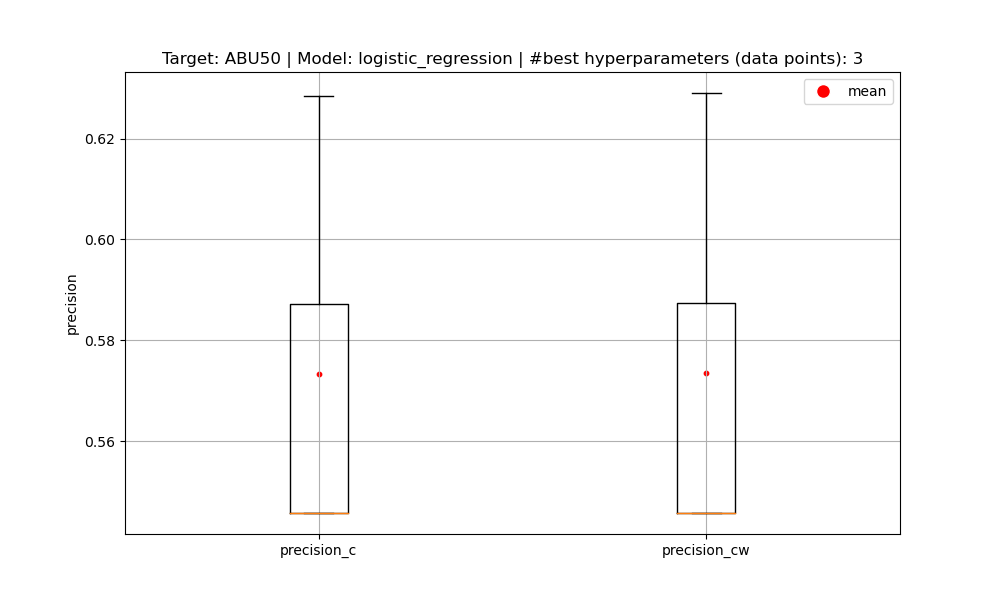 Target: ABU50 | Model: logistic_regression | #best hyperparameters (data points): 3
mean
0.62
0.60
0.58
0.56
precision
precision_c
precision_cw